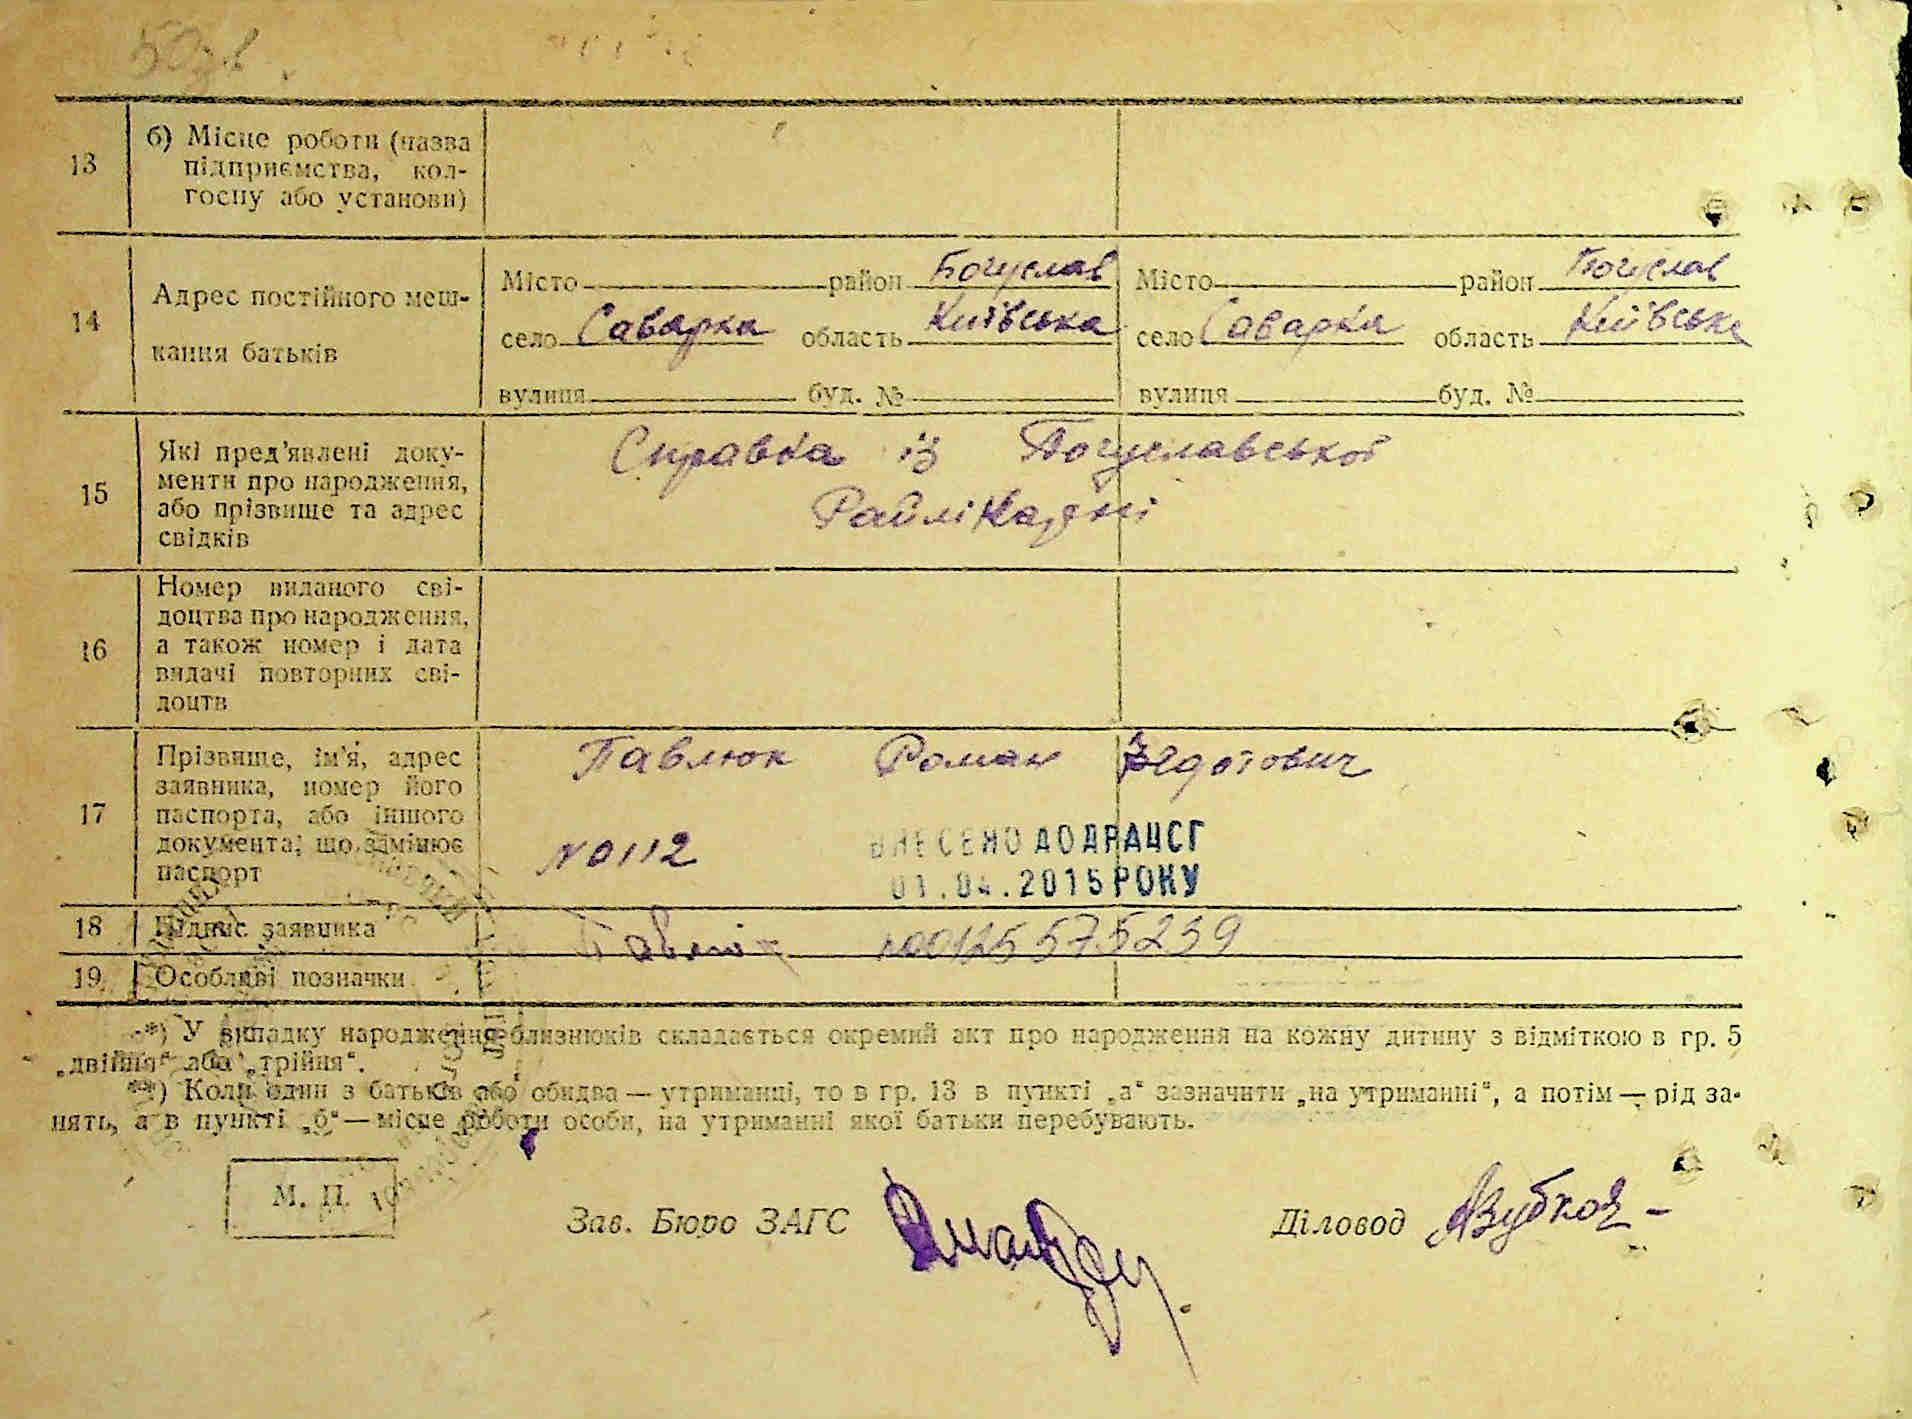 13 б) Місце роботи (назва
підприємства, кол-
госпу або установи)
14 Адрес постійного меш-
кання батьків
Місто район Богуслав Місто район Богуслав
село Саварка область Київська село Саварка область Київська
вулиця буд. № вулиця буд. №
15 Які пред’явлені доку-
менти про народження,
або прізвище та адрес
свідків
Справка із Богуславської
Райлікарні
16 Номер виданого сві-
доцтва про народження,
а також номер і дата
видачі повторних сві-
доцтв
17 Прізвище, ім’я, адрес
заявника, номер його
паспорта, або іншого
документа, що заміцює
паспорт
Павлюк Роман Федотович
№ 0112
ВНЕСЕНО ДО ДРАЦСГ
01.04.2015 РОКУ
18 Підпис заявника Павлюк 00125575239
19 Особливі позначки
*) У випадку народження близнюків складається окремий акт про народження на кожну дитину з відміткою в гр. 5
„двійня“ або „трійня“.
**) Коли один з батьків або обидва — утриманці, то в гр. 13 в пункті „а“ зазначити „на утриманні“, а потім — рід за-
нять, а в пункті „б“ — місце роботи особи, на утриманні якої батьки перебувають.
М. П.
Зав. Бюро ЗАГС Діловод